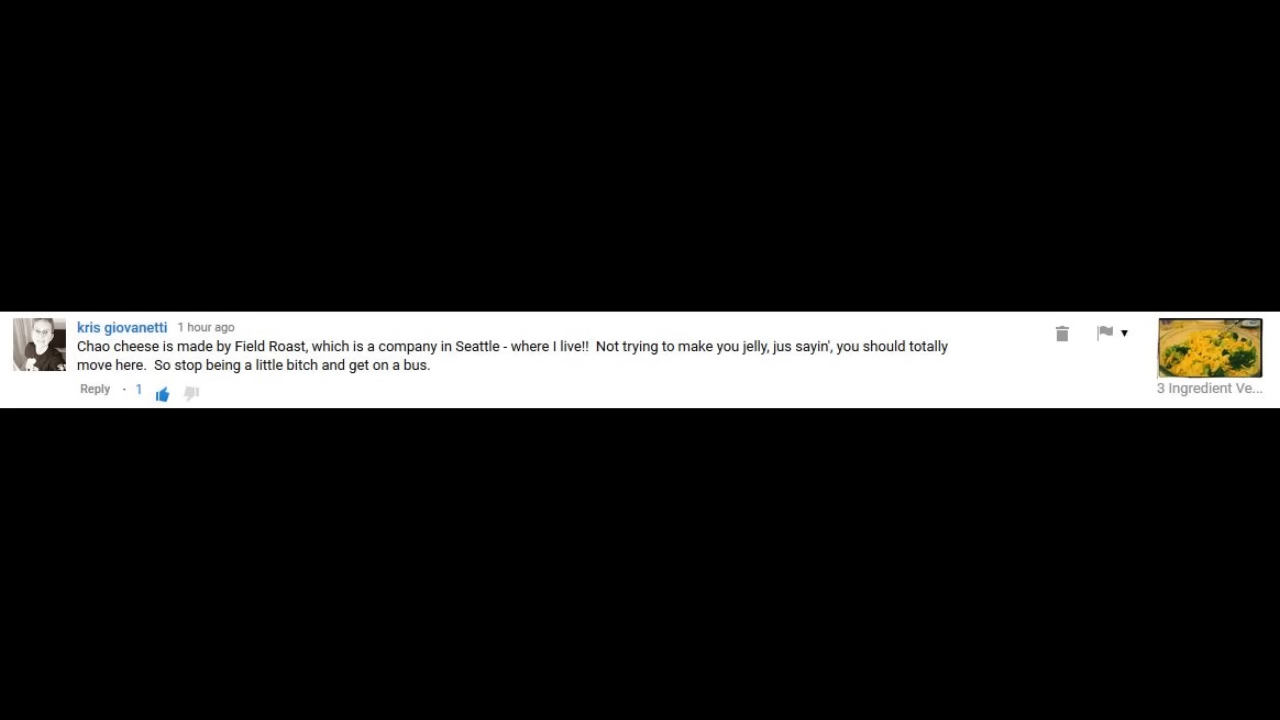 kris giovanetti 1 hour ago
Chao cheese is made by Field Roast, which is a company in Seattle - where I live!! Not trying to make you jelly, jus sayin', you should totally
move here. So stop being a little bitch and get on a bus.
Reply · 1
3 Ingredient Ve...